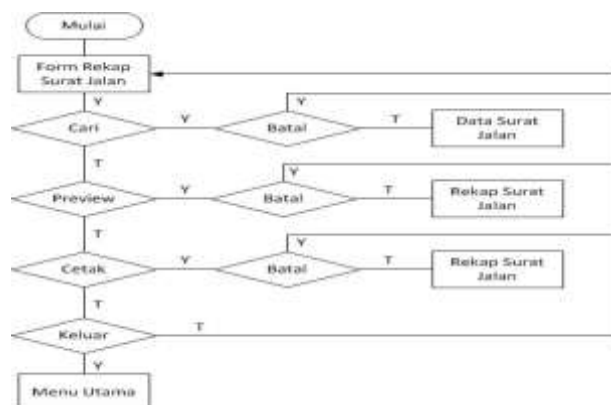 Mulai
Form Rekap
Surat Jalan
Y
Y
Cari
Y
Batal
T
Data Surat
Jalan
T
Y
Preview
Y
Batal
T
Rekap Surat
Jalan
T
Y
Cetak
Y
Batal
T
Rekap Surat
Jalan
T
Keluar
T
Y
Menu Utama